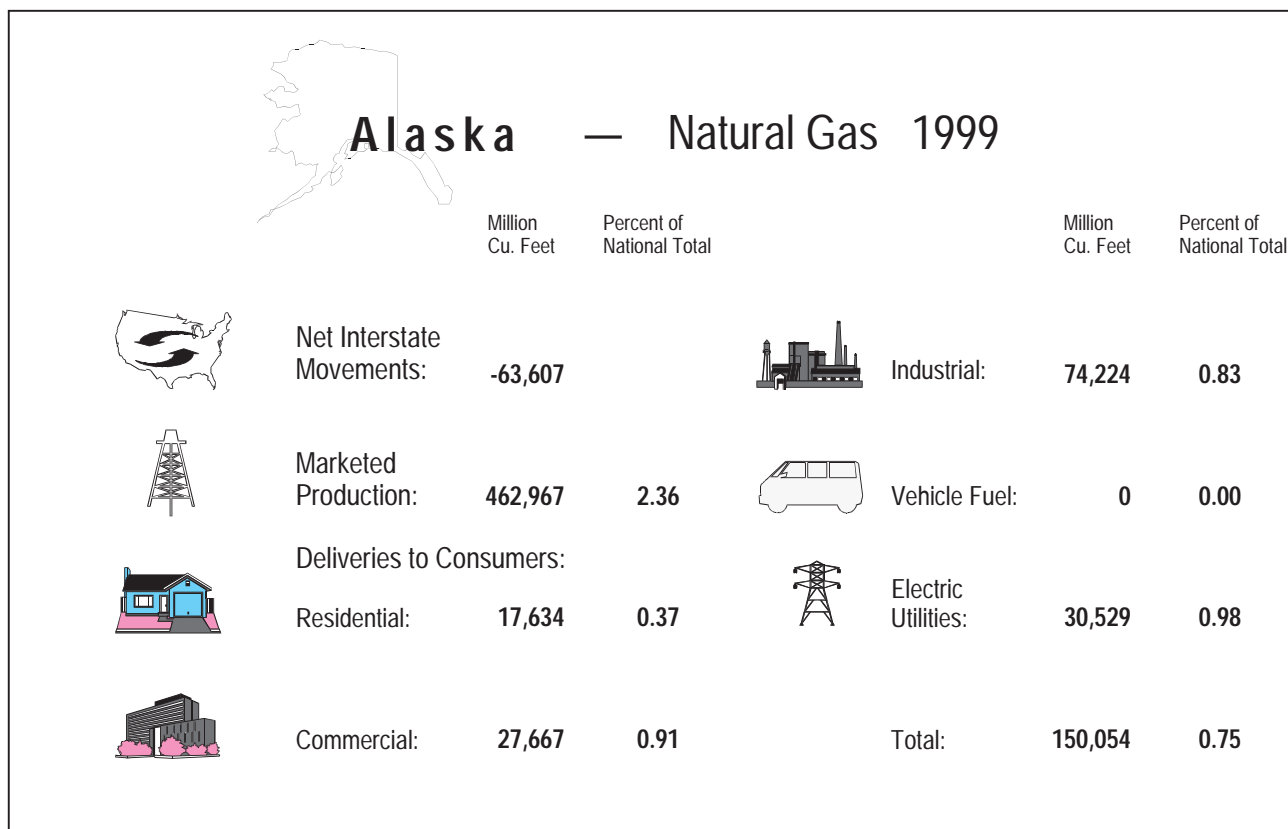 Alaska — Natural Gas 1999
Million Cu. Feet
Percent of National Total
Million Cu. Feet
Percent of National Total
Net Interstate
Movements: -63,607
Marketed
Production: 462,967 2.36
Deliveries to Consumers:
Residential: 17,634 0.37
Commercial: 27,667 0.91
Industrial: 74,224 0.83
Vehicle Fuel: 0 0.00
Electric
Utilities: 30,529 0.98
Total: 150,054 0.75